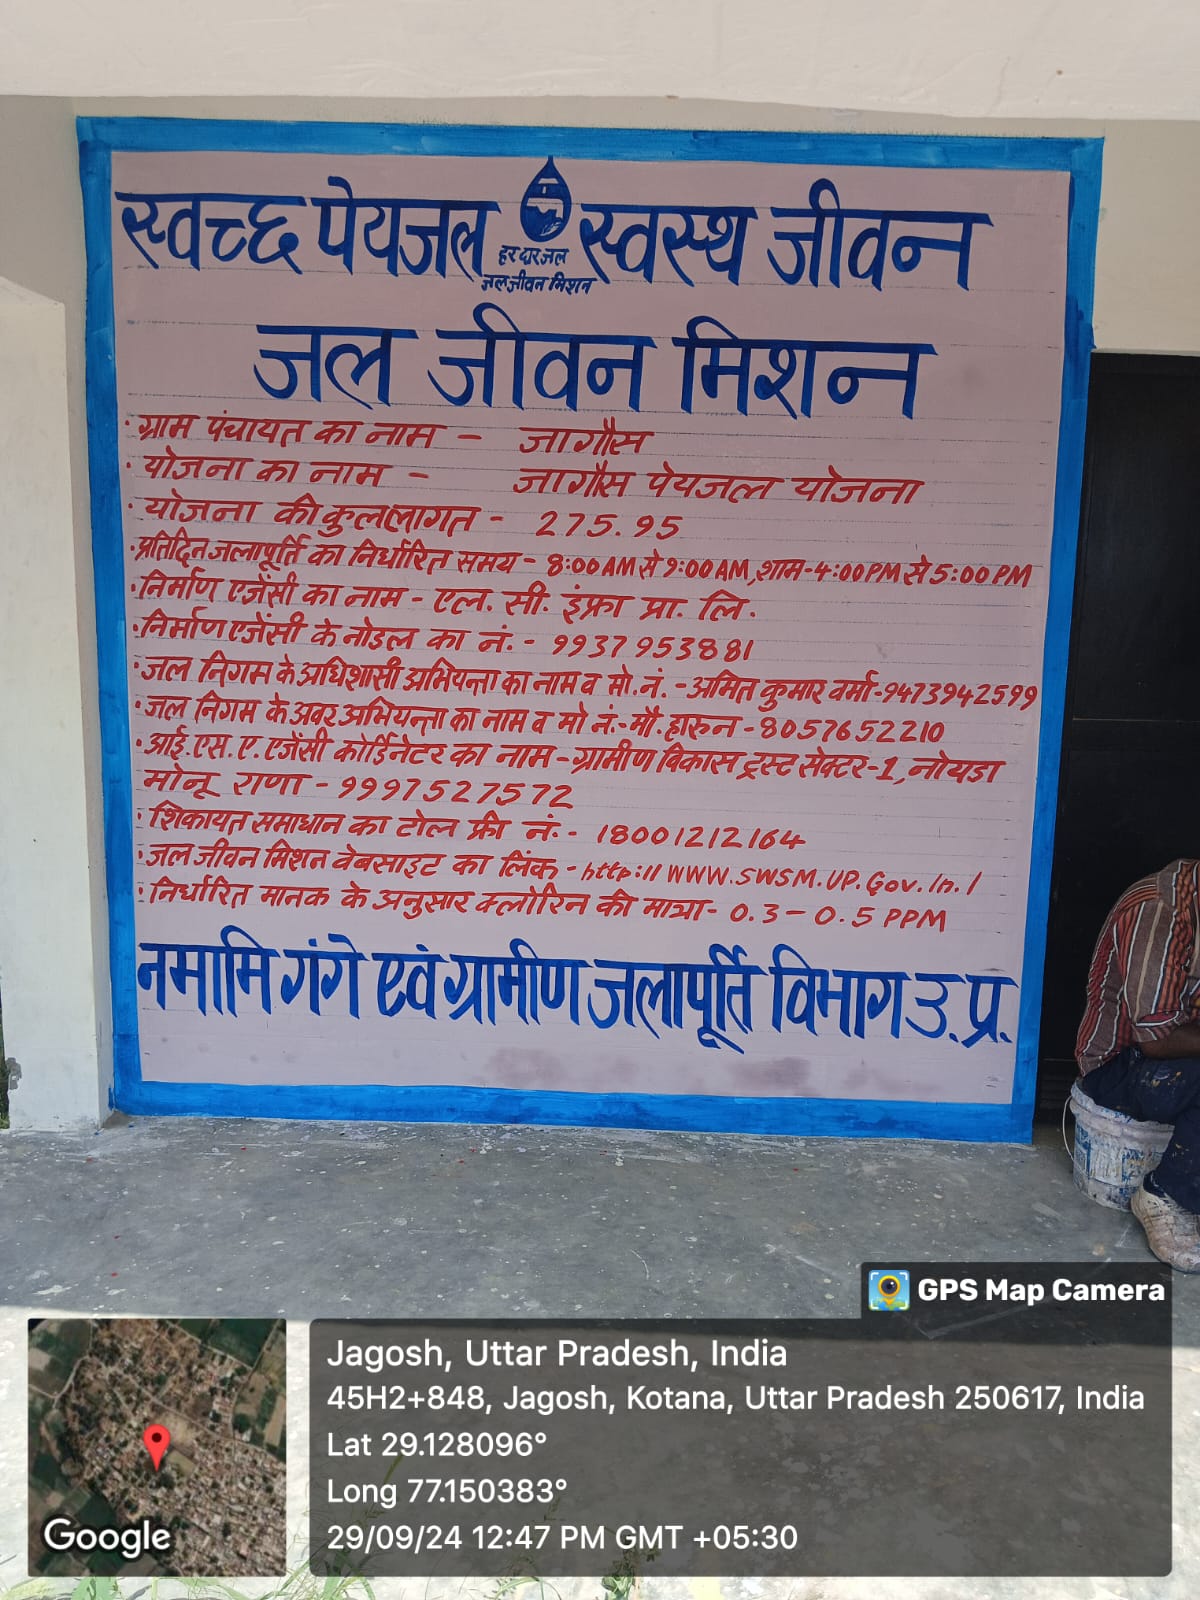 स्वच्छ पेयजल स्वस्थ जीवन
हर दार जल
जल जीवन मिशन
जल जीवन मिशन
· ग्राम पंचायत का नाम - जागौस
· योजना का नाम - जागौस पेयजल योजना
· योजना की कुल लागत - 275.95
· प्रतिदिन जलापूर्ति का निर्धारित समय - 8:00 AM से 9:00 AM, शाम - 4:00 PM से 5:00 PM
· निर्माण एजेंसी का नाम - एल. सी. इंफ्रा प्रा. लि.
· निर्माण एजेंसी के नोडल का नं. - 9937953881
· जल निगम के अधिशासी अभियन्ता का नाम व मो. नं. - अमित कुमार वर्मा - 9473942599
· जल निगम के अवर अभियन्ता का नाम व मो नं. - मौ. हारुन - 8057652210
· आई. एस. ए. एजेंसी कोर्डिनेटर का नाम - ग्रामीण विकास ट्रस्ट सेक्टर-1, नोयडा
मोनू राणा - 9997527572
· शिकायत समाधान का टोल फ्री नं. - 18001212164
· जल जीवन मिशन वेबसाइट का लिंक - http://WWW.SWSM.UP.Gov.In./
· निर्धारित मानक के अनुसार क्लोरिन की मात्रा - 0.3 - 0.5 PPM
नमामि गंगे एवं ग्रामीण जलापूर्ति विभाग उ. प्र.
GPS Map Camera
Jagosh, Uttar Pradesh, India
45H2+848, Jagosh, Kotana, Uttar Pradesh 250617, India
Lat 29.128096°
Long 77.150383°
29/09/24 12:47 PM GMT +05:30
Google